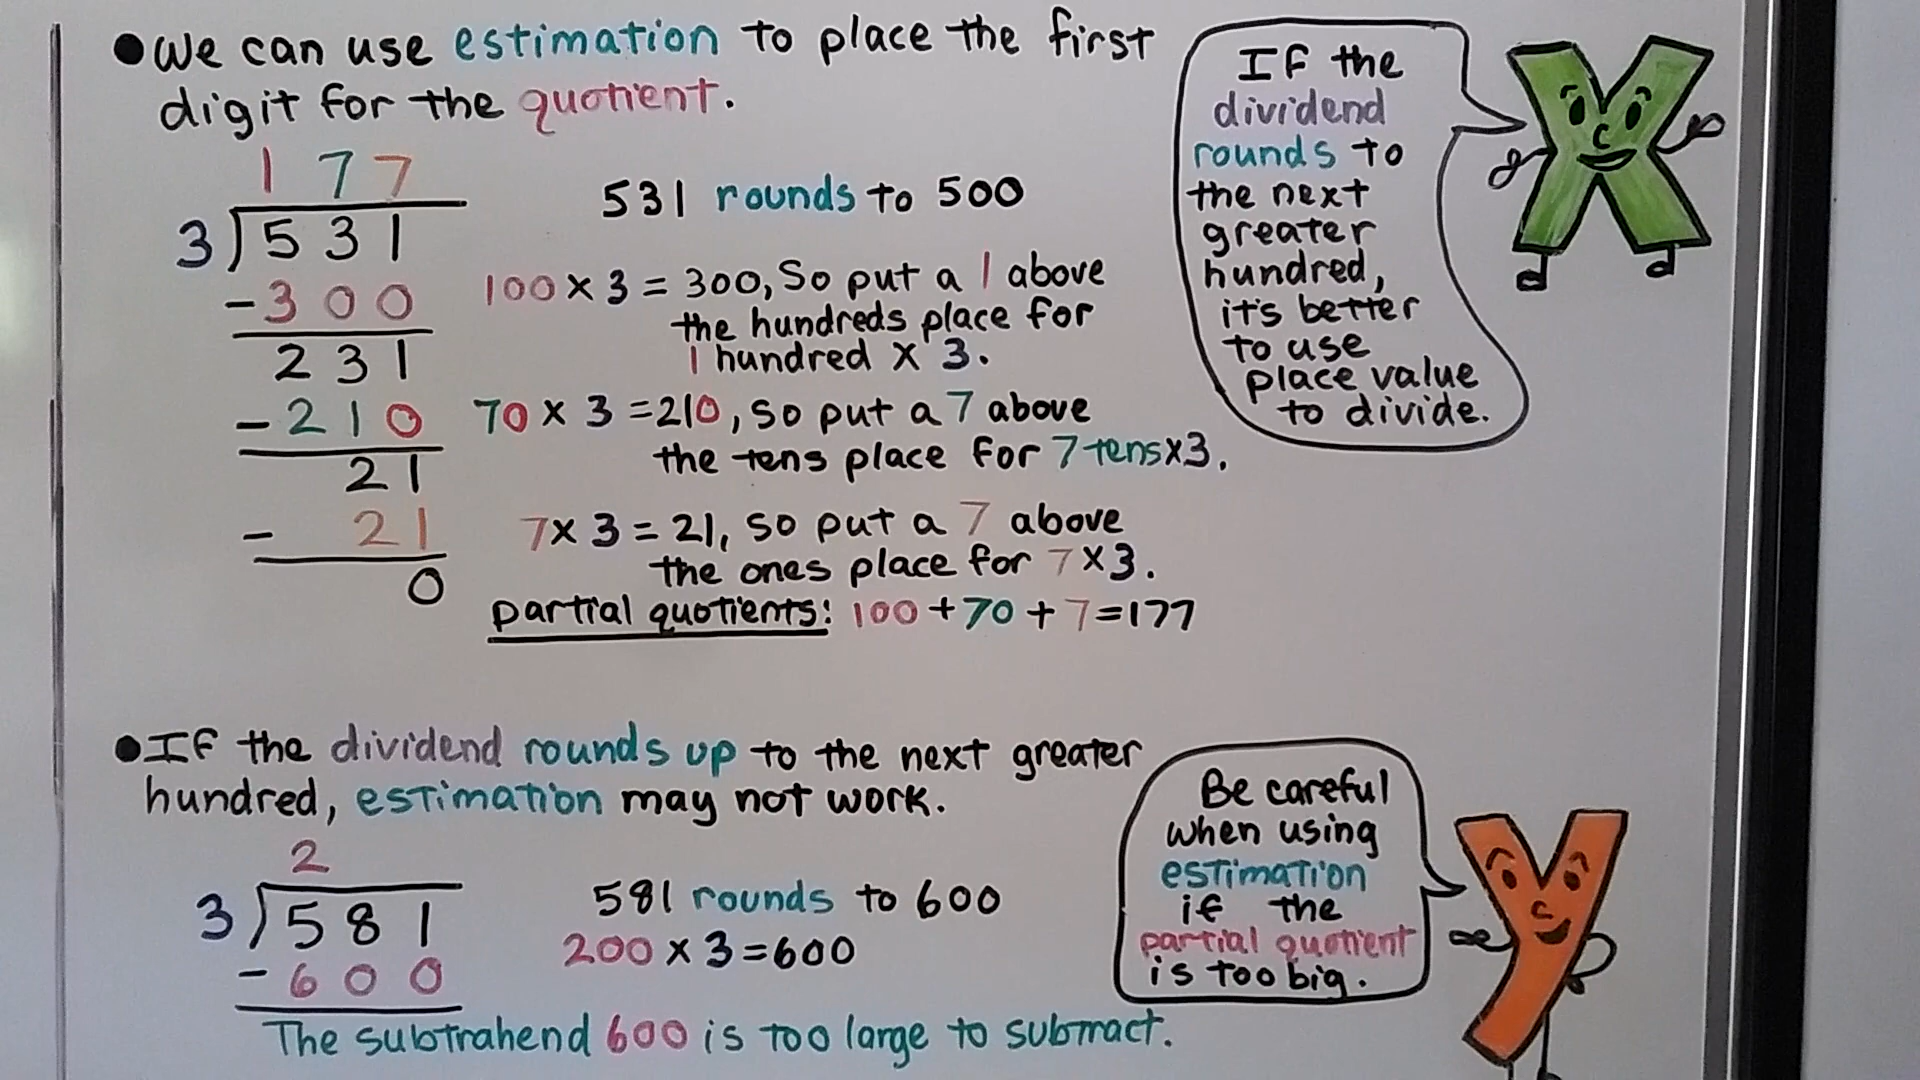 ●We can use estimation to place the first
digit for the quotient.
177
3)531
-300
231
-210
21
- 21
0
531 rounds to 500
100 x 3 = 300, So put a 1 above
the hundreds place for
1 hundred x 3.
70 x 3 =210, so put a 7 above
the tens place for 7 tensx3.
7x 3 = 21, so put a 7 above
the ones place for 7x3.
partial quotients: 100+70+7=177
If the
dividend
rounds to
the next
greater
hundred,
it's better
to use
place value
to divide.
●If the dividend rounds up to the next greater
hundred, estimation may not work.
2
3)581
-600
581 rounds to 600
200 x 3=600
The subtrahend 600 is too large to subtract.
Be careful
when using
estimation
if the
partial quotient
is too big.